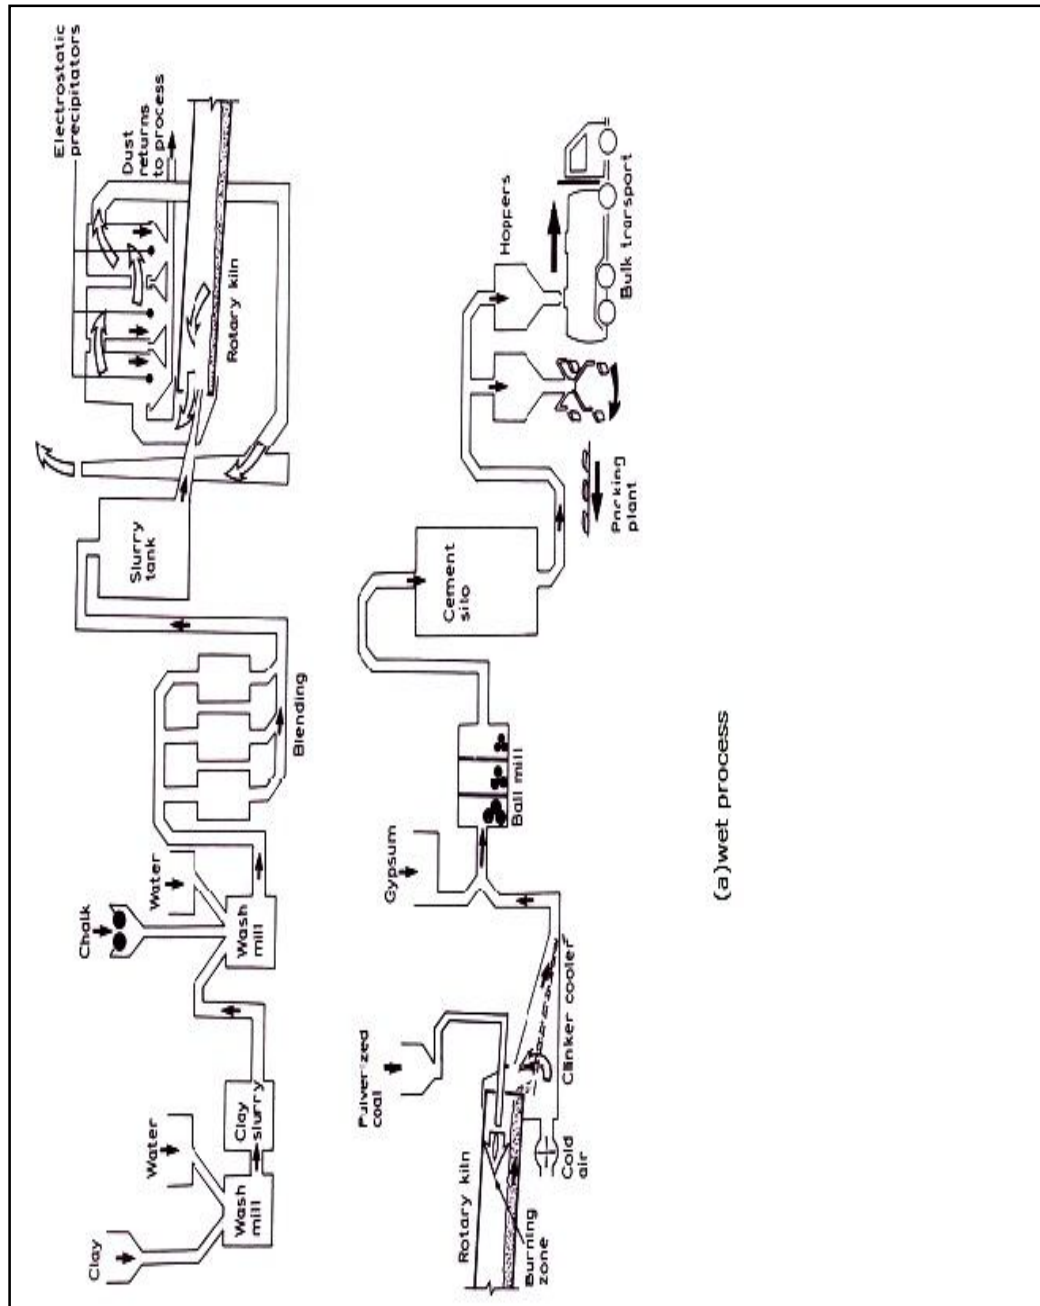 Clay
Water
Wash
mill
Clay
slurry
Chalk
Water
Wash
mill
Blending
Slurry
tank
Electrostatic
precipitators
Dust
returns
to process
Rotary kiln
Rotary kiln
Burning
zone
Pulverized
coal
Cold
air
Clinker cooler
Gypsum
Ball mill
Cement
silo
Hoppers
Packing
plant
Bulk transport
(a)wet process